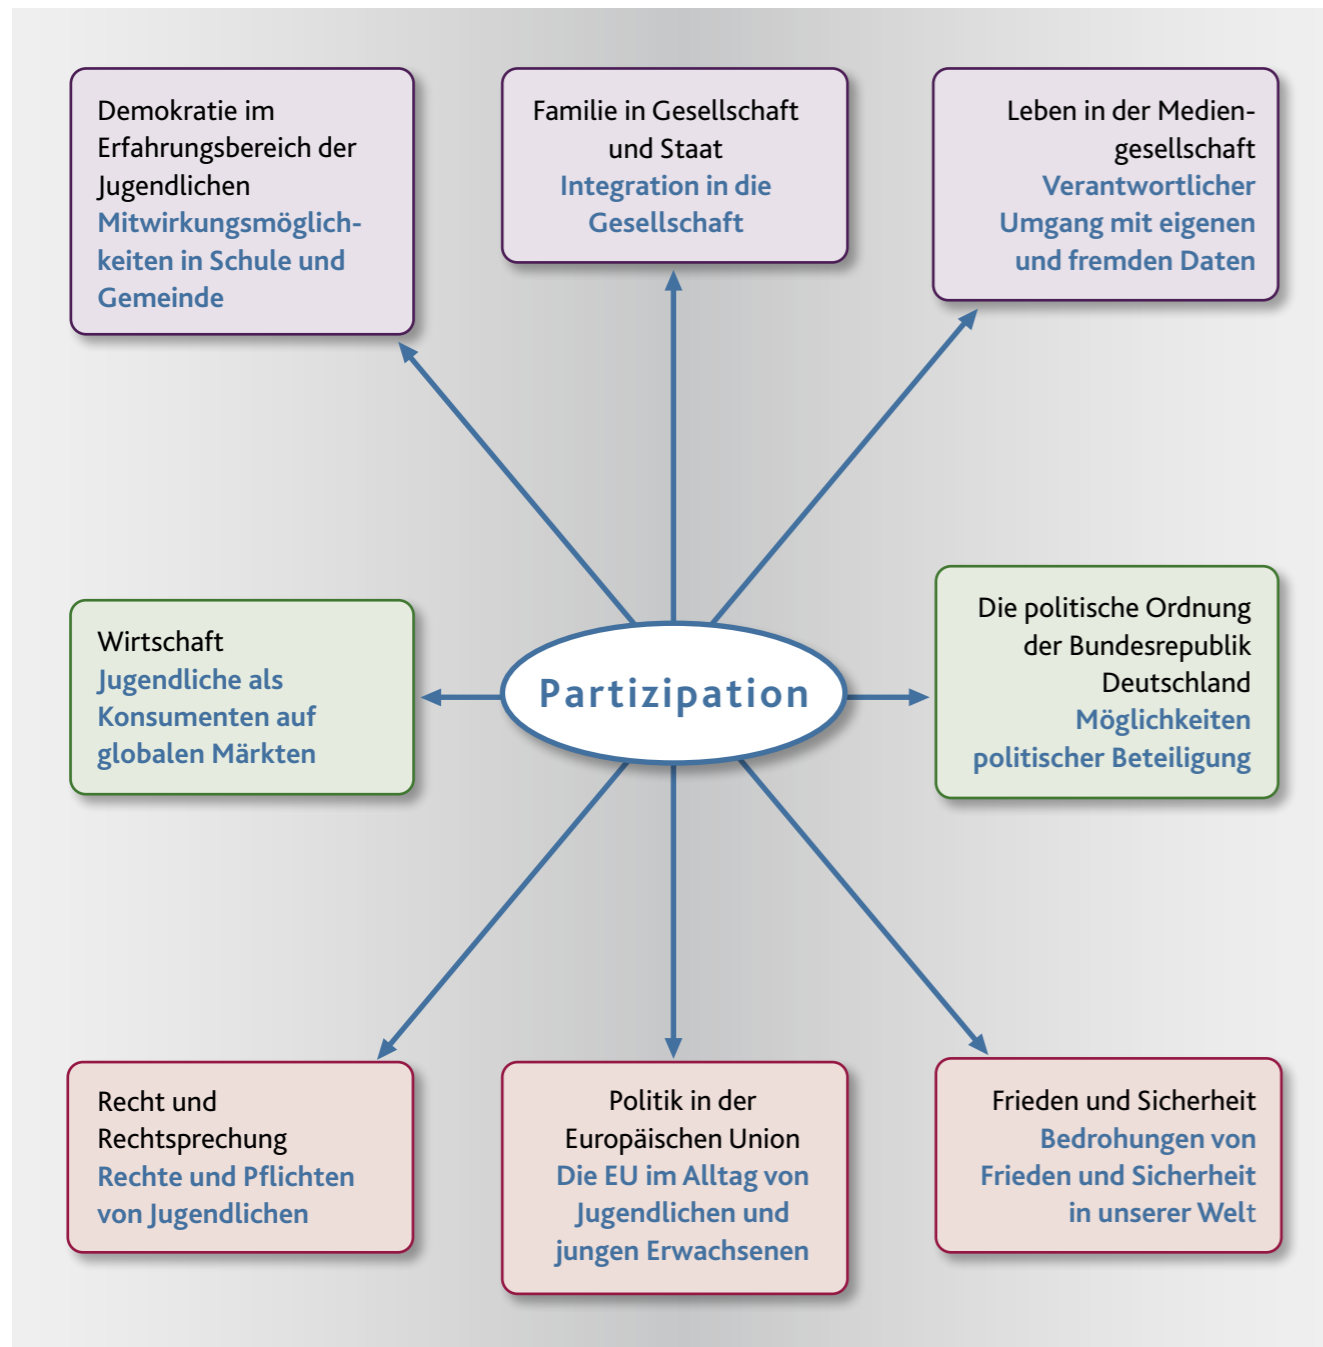 Demokratie im
Erfahrungsbereich der
Jugendlichen
Mitwirkungsmöglich-
keiten in Schule und
Gemeinde
Familie in Gesellschaft
und Staat
Integration in die
Gesellschaft
Leben in der Medien-
gesellschaft
Verantwortlicher
Umgang mit eigenen
und fremden Daten
Wirtschaft
Jugendliche als
Konsumenten auf
globalen Märkten
Partizipation
Die politische Ordnung
der Bundesrepublik
Deutschland
Möglichkeiten
politischer Beteiligung
Recht und
Rechtsprechung
Rechte und Pflichten
von Jugendlichen
Politik in der
Europäischen Union
Die EU im Alltag von
Jugendlichen und
jungen Erwachsenen
Frieden und Sicherheit
Bedrohungen von
Frieden und Sicherheit
in unserer Welt